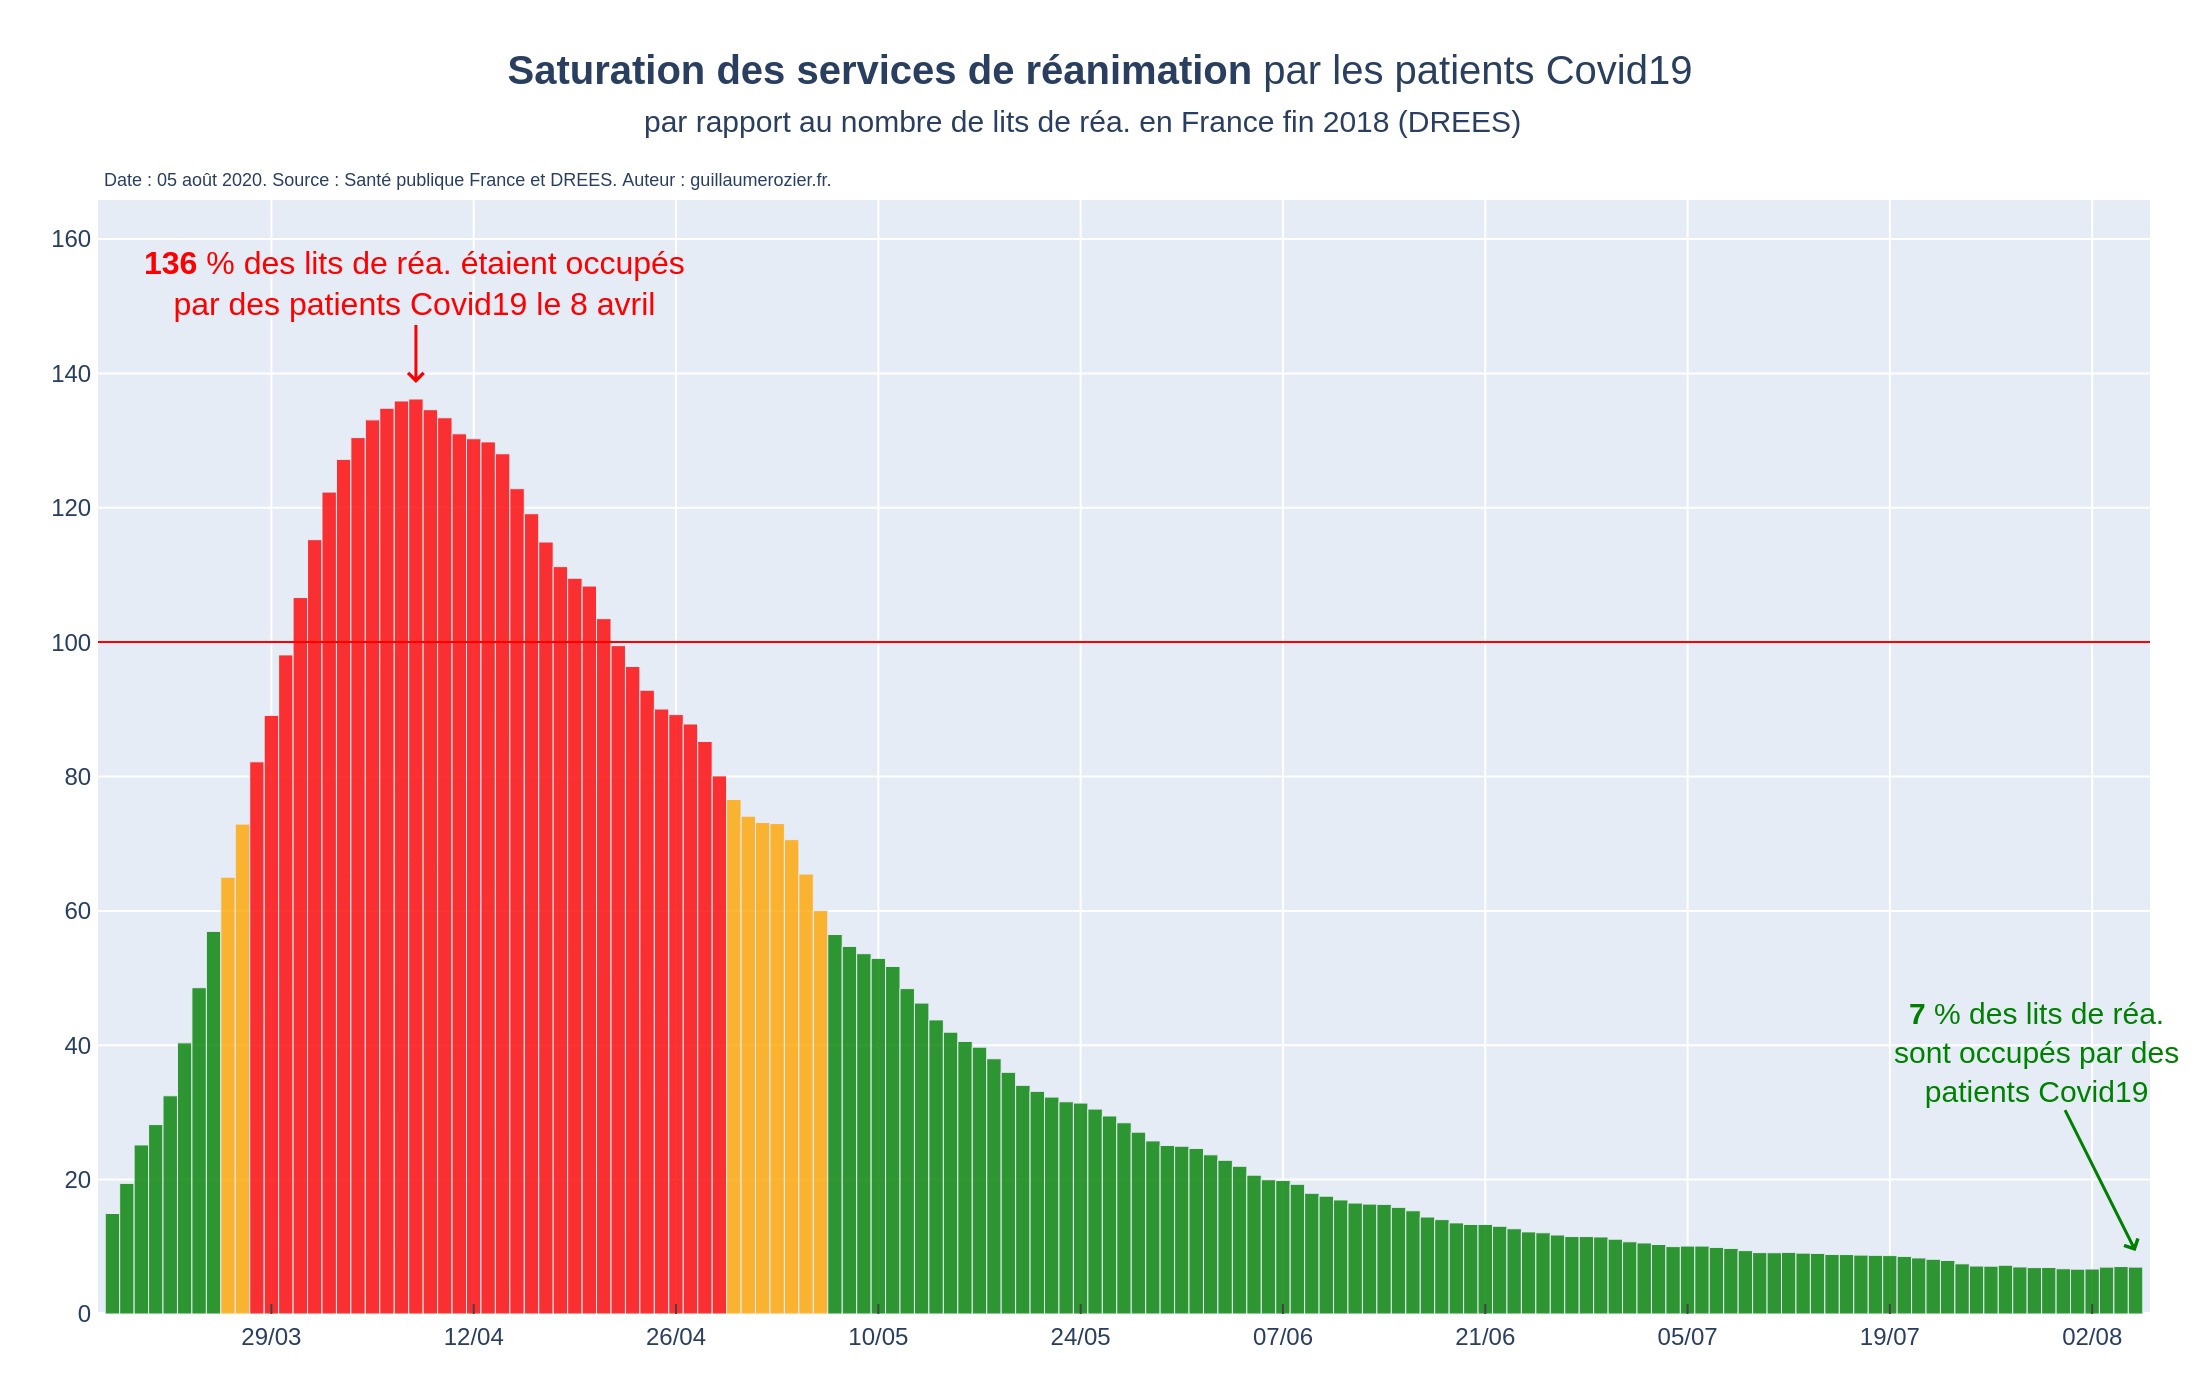 Saturation des services de réanimation par les patients Covid19
par rapport au nombre de lits de réa. en France fin 2018 (DREES)
Date : 05 août 2020. Source : Santé publique France et DREES. Auteur : guillaumerozier.fr.
160
136 % des lits de réa. étaient occupés
par des patients Covid19 le 8 avril
140
120
100
80
60
7 % des lits de réa.
40
sont occupés par des
patients Covid19
20
0
29/03 12/04 26/04 10/05 24/05 07/06 21/06 05/07 19/07 02/08